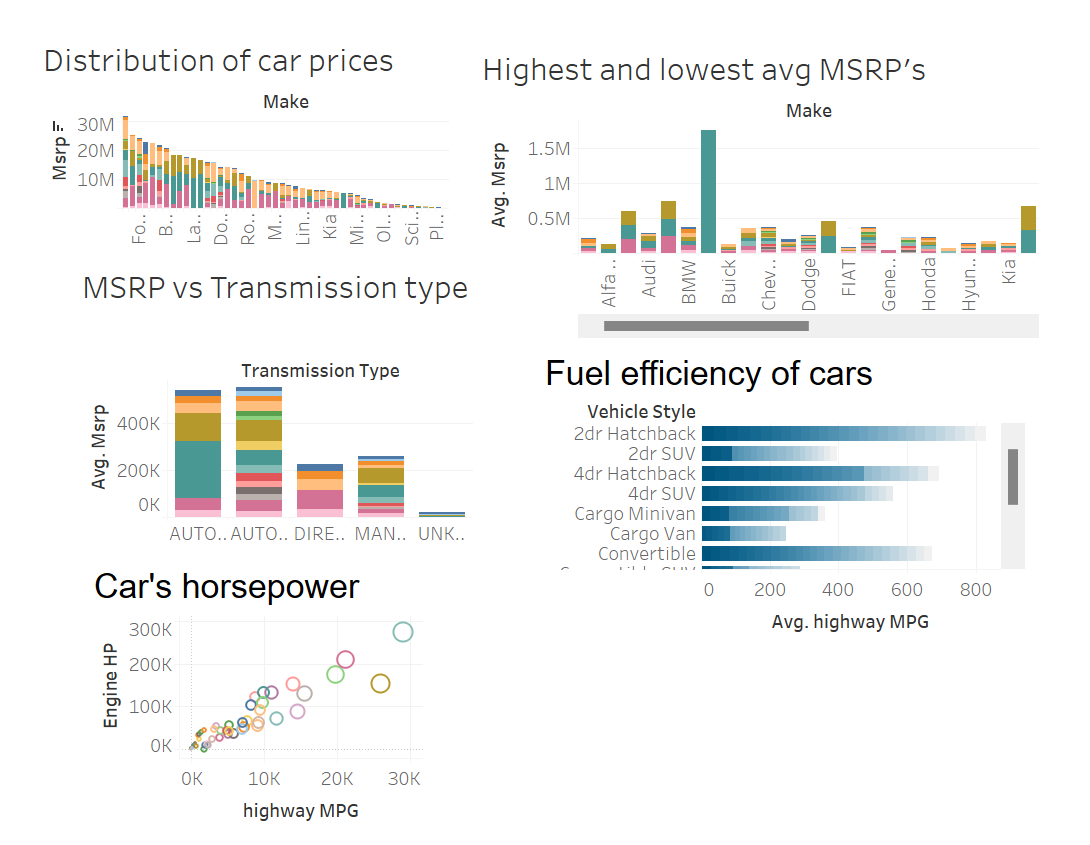 Distribution of car prices
Make
Msrp
30M
20M
10M
Fo..
B..
La..
Do..
Ro..
M..
Lin..
Kia
Mi..
Ol..
Sci..
Pl..
Highest and lowest avg MSRP's
Make
Avg. Msrp
1.5M
1M
0.5M
Alfa ..
Audi
BMW
Buick
Chev..
Dodge
FIAT
Gene..
Honda
Hyun..
Kia
MSRP vs Transmission type
Transmission Type
Avg. Msrp
400K
200K
0K
AUTO..
AUTO..
DIRE..
MAN..
UNK..
Fuel efficiency of cars
Vehicle Style
2dr Hatchback
2dr SUV
4dr Hatchback
4dr SUV
Cargo Minivan
Cargo Van
Convertible
Convertible SUV
0 200 400 600 800
Avg. highway MPG
Car's horsepower
Engine HP
300K
200K
100K
0K
0K 10K 20K 30K
highway MPG